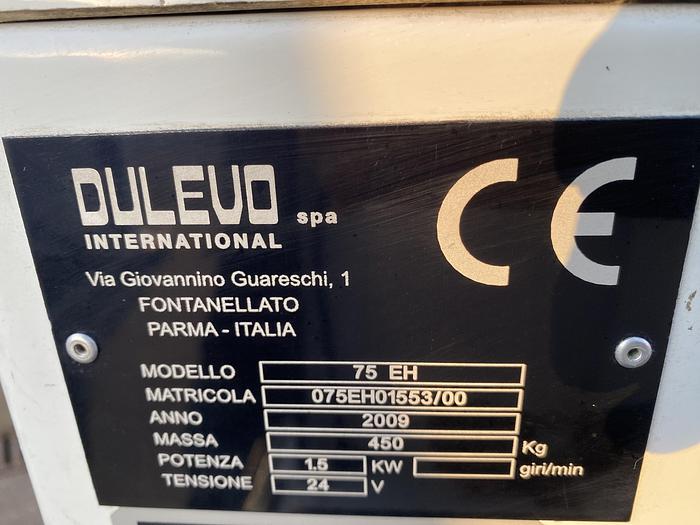 DULEVO spa
INTERNATIONAL
CE
Via Giovannino Guareschi, 1
FONTANELLATO
PARMA - ITALIA
MODELLO 75 EH
MATRICOLA 075EH01553/00
ANNO 2009
MASSA 450 Kg
POTENZA 1.5 KW giri/min
TENSIONE 24 V